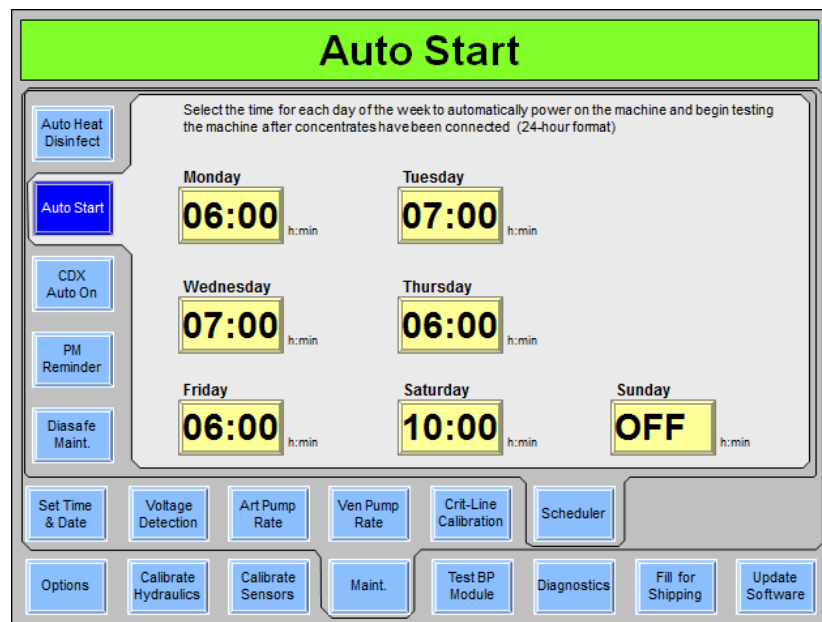 Auto Start
Select the time for each day of the week to automatically power on the machine and begin testing
the machine after concentrates have been connected (24-hour format)
Auto Heat
Disinfect
Auto Start
CDX
Auto On
PM
Reminder
Diasafe
Maint.
Monday
06:00 h:min
Tuesday
07:00 h:min
Wednesday
07:00 h:min
Thursday
06:00 h:min
Friday
06:00 h:min
Saturday
10:00 h:min
Sunday
OFF h:min
Set Time
& Date
Voltage
Detection
Art Pump
Rate
Ven Pump
Rate
Crit-Line
Calibration
Scheduler
Options
Calibrate
Hydraulics
Calibrate
Sensors
Maint.
Test BP
Module
Diagnostics
Fill for
Shipping
Update
Software